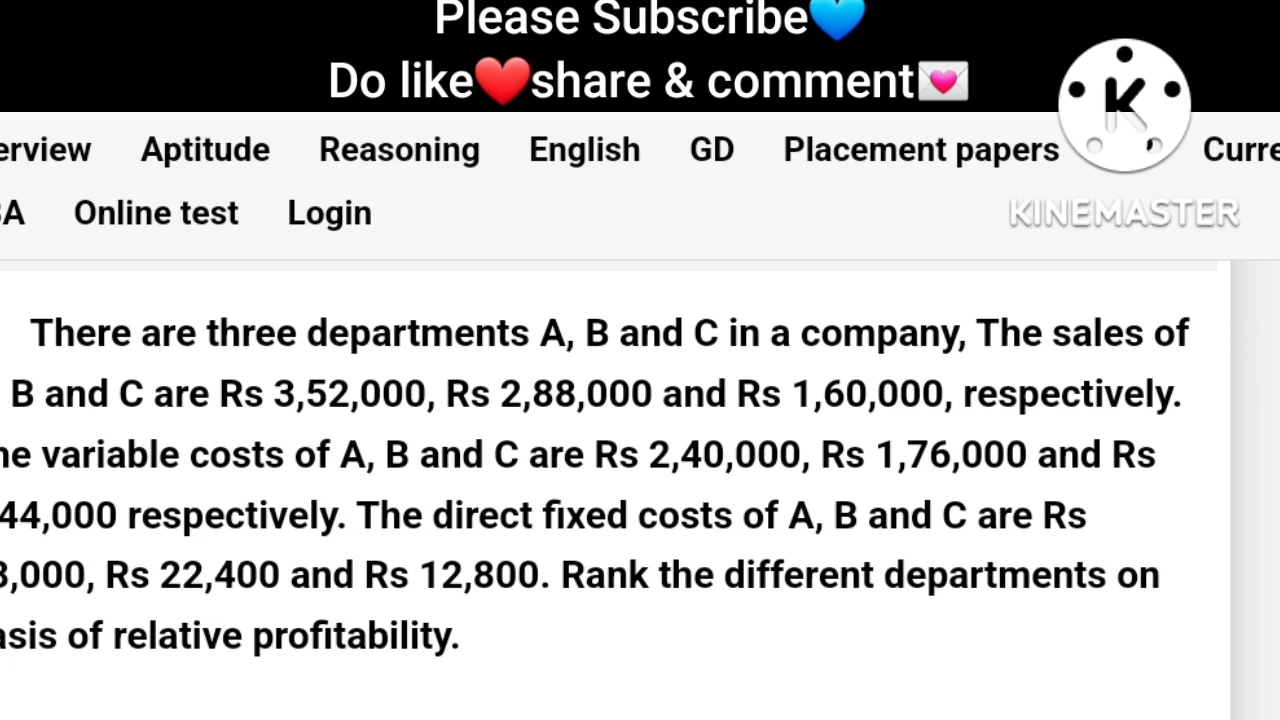 Please Subscribe💙
Do like❤️share & comment💌
erview Aptitude Reasoning English GD Placement papers Curre
BA Online test Login
K
KINEMASTER
There are three departments A, B and C in a company, The sales of
B and C are Rs 3,52,000, Rs 2,88,000 and Rs 1,60,000, respectively.
he variable costs of A, B and C are Rs 2,40,000, Rs 1,76,000 and Rs
44,000 respectively. The direct fixed costs of A, B and C are Rs
8,000, Rs 22,400 and Rs 12,800. Rank the different departments on
asis of relative profitability.